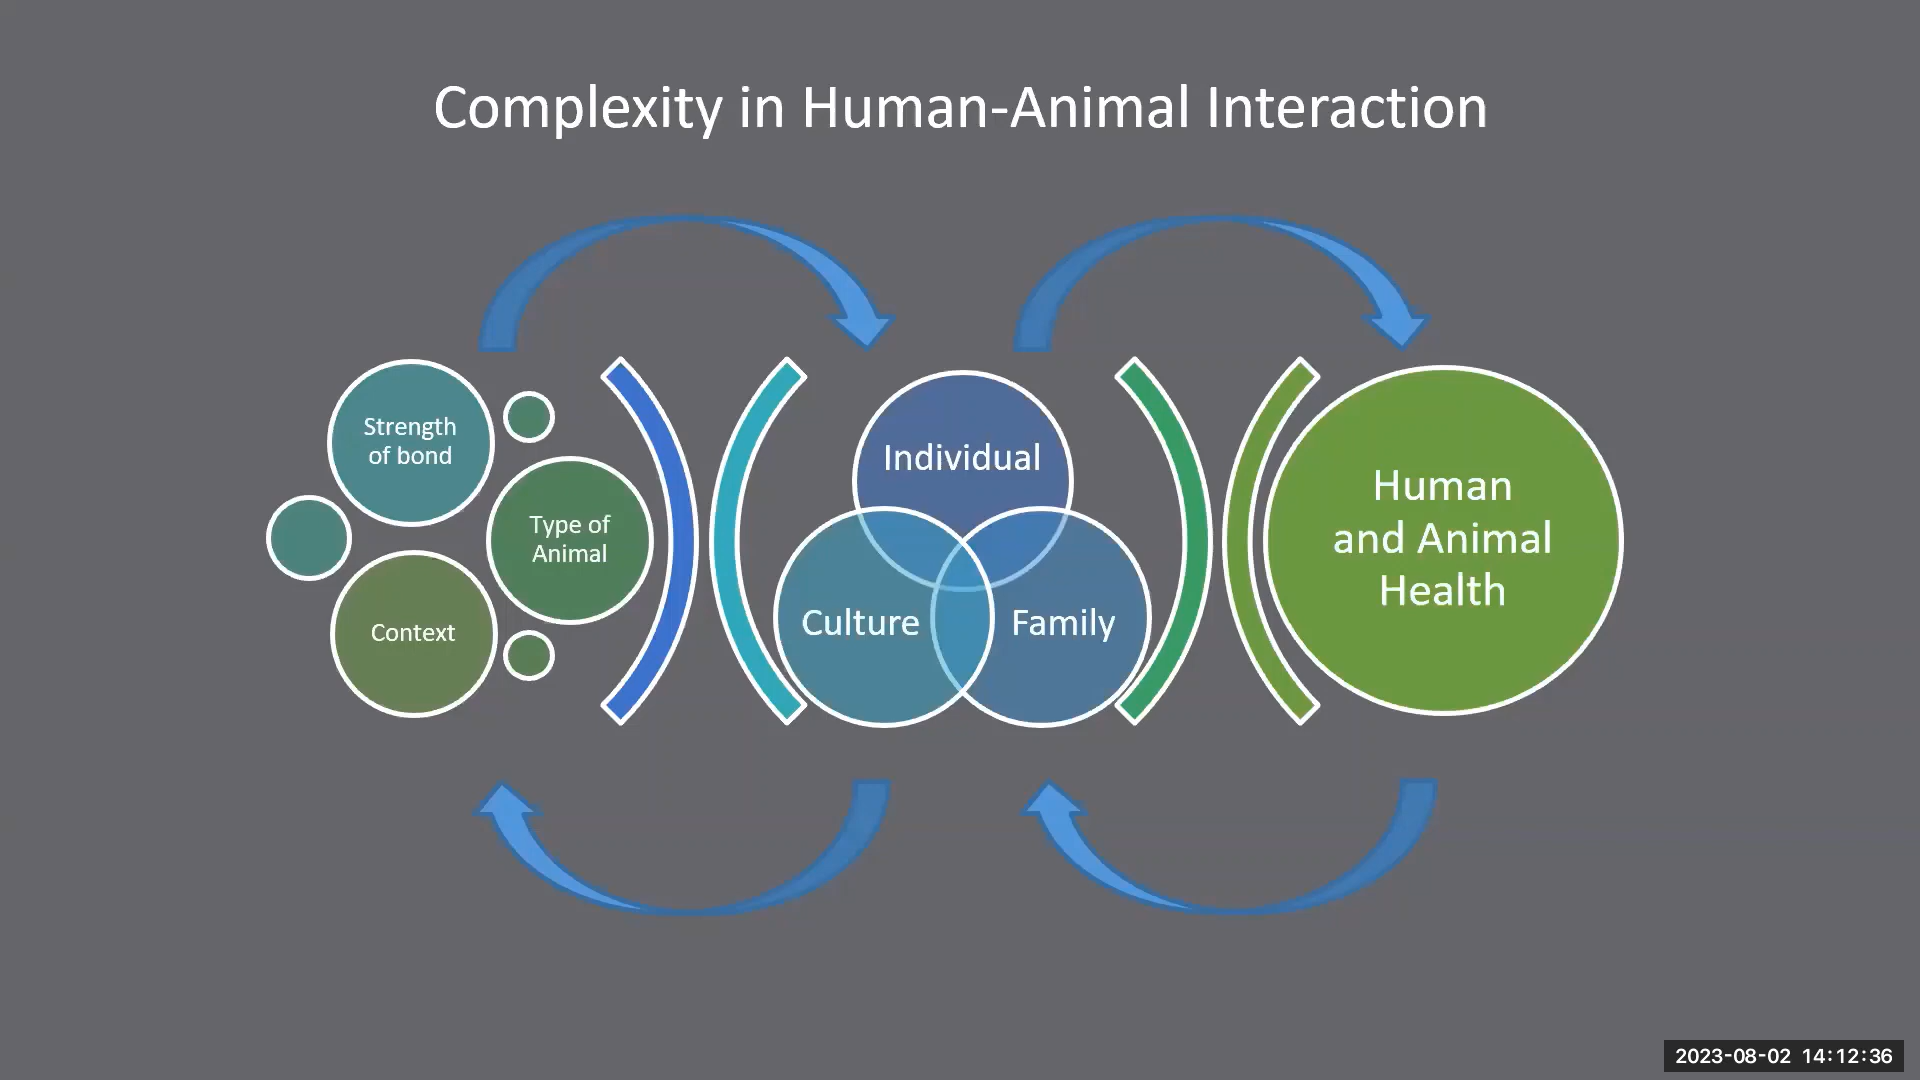 Complexity in Human-Animal Interaction
Strength
of bond
Type of
Animal
Context
Individual
Culture
Family
Human
and Animal
Health
2023-08-02 14:12:36